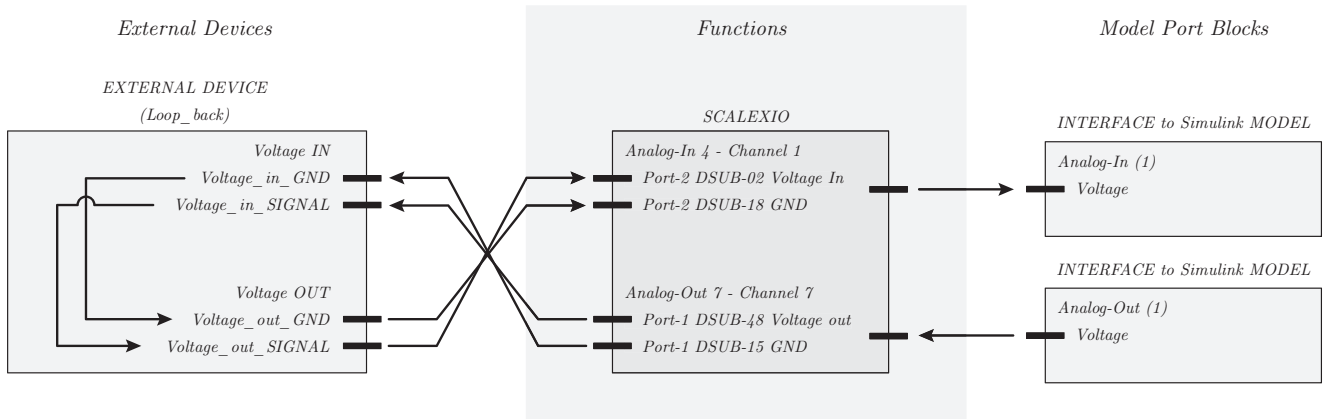 External Devices
Functions
Model Port Blocks
EXTERNAL DEVICE
(Loop_back)
Voltage IN
Voltage_in_GND
Voltage_in_SIGNAL
Voltage OUT
Voltage_out_GND
Voltage_out_SIGNAL
SCALEXIO
Analog-In 4 - Channel 1
Port-2 DSUB-02 Voltage In
Port-2 DSUB-18 GND
Analog-Out 7 - Channel 7
Port-1 DSUB-48 Voltage out
Port-1 DSUB-15 GND
INTERFACE to Simulink MODEL
Analog-In (1)
Voltage
INTERFACE to Simulink MODEL
Analog-Out (1)
Voltage